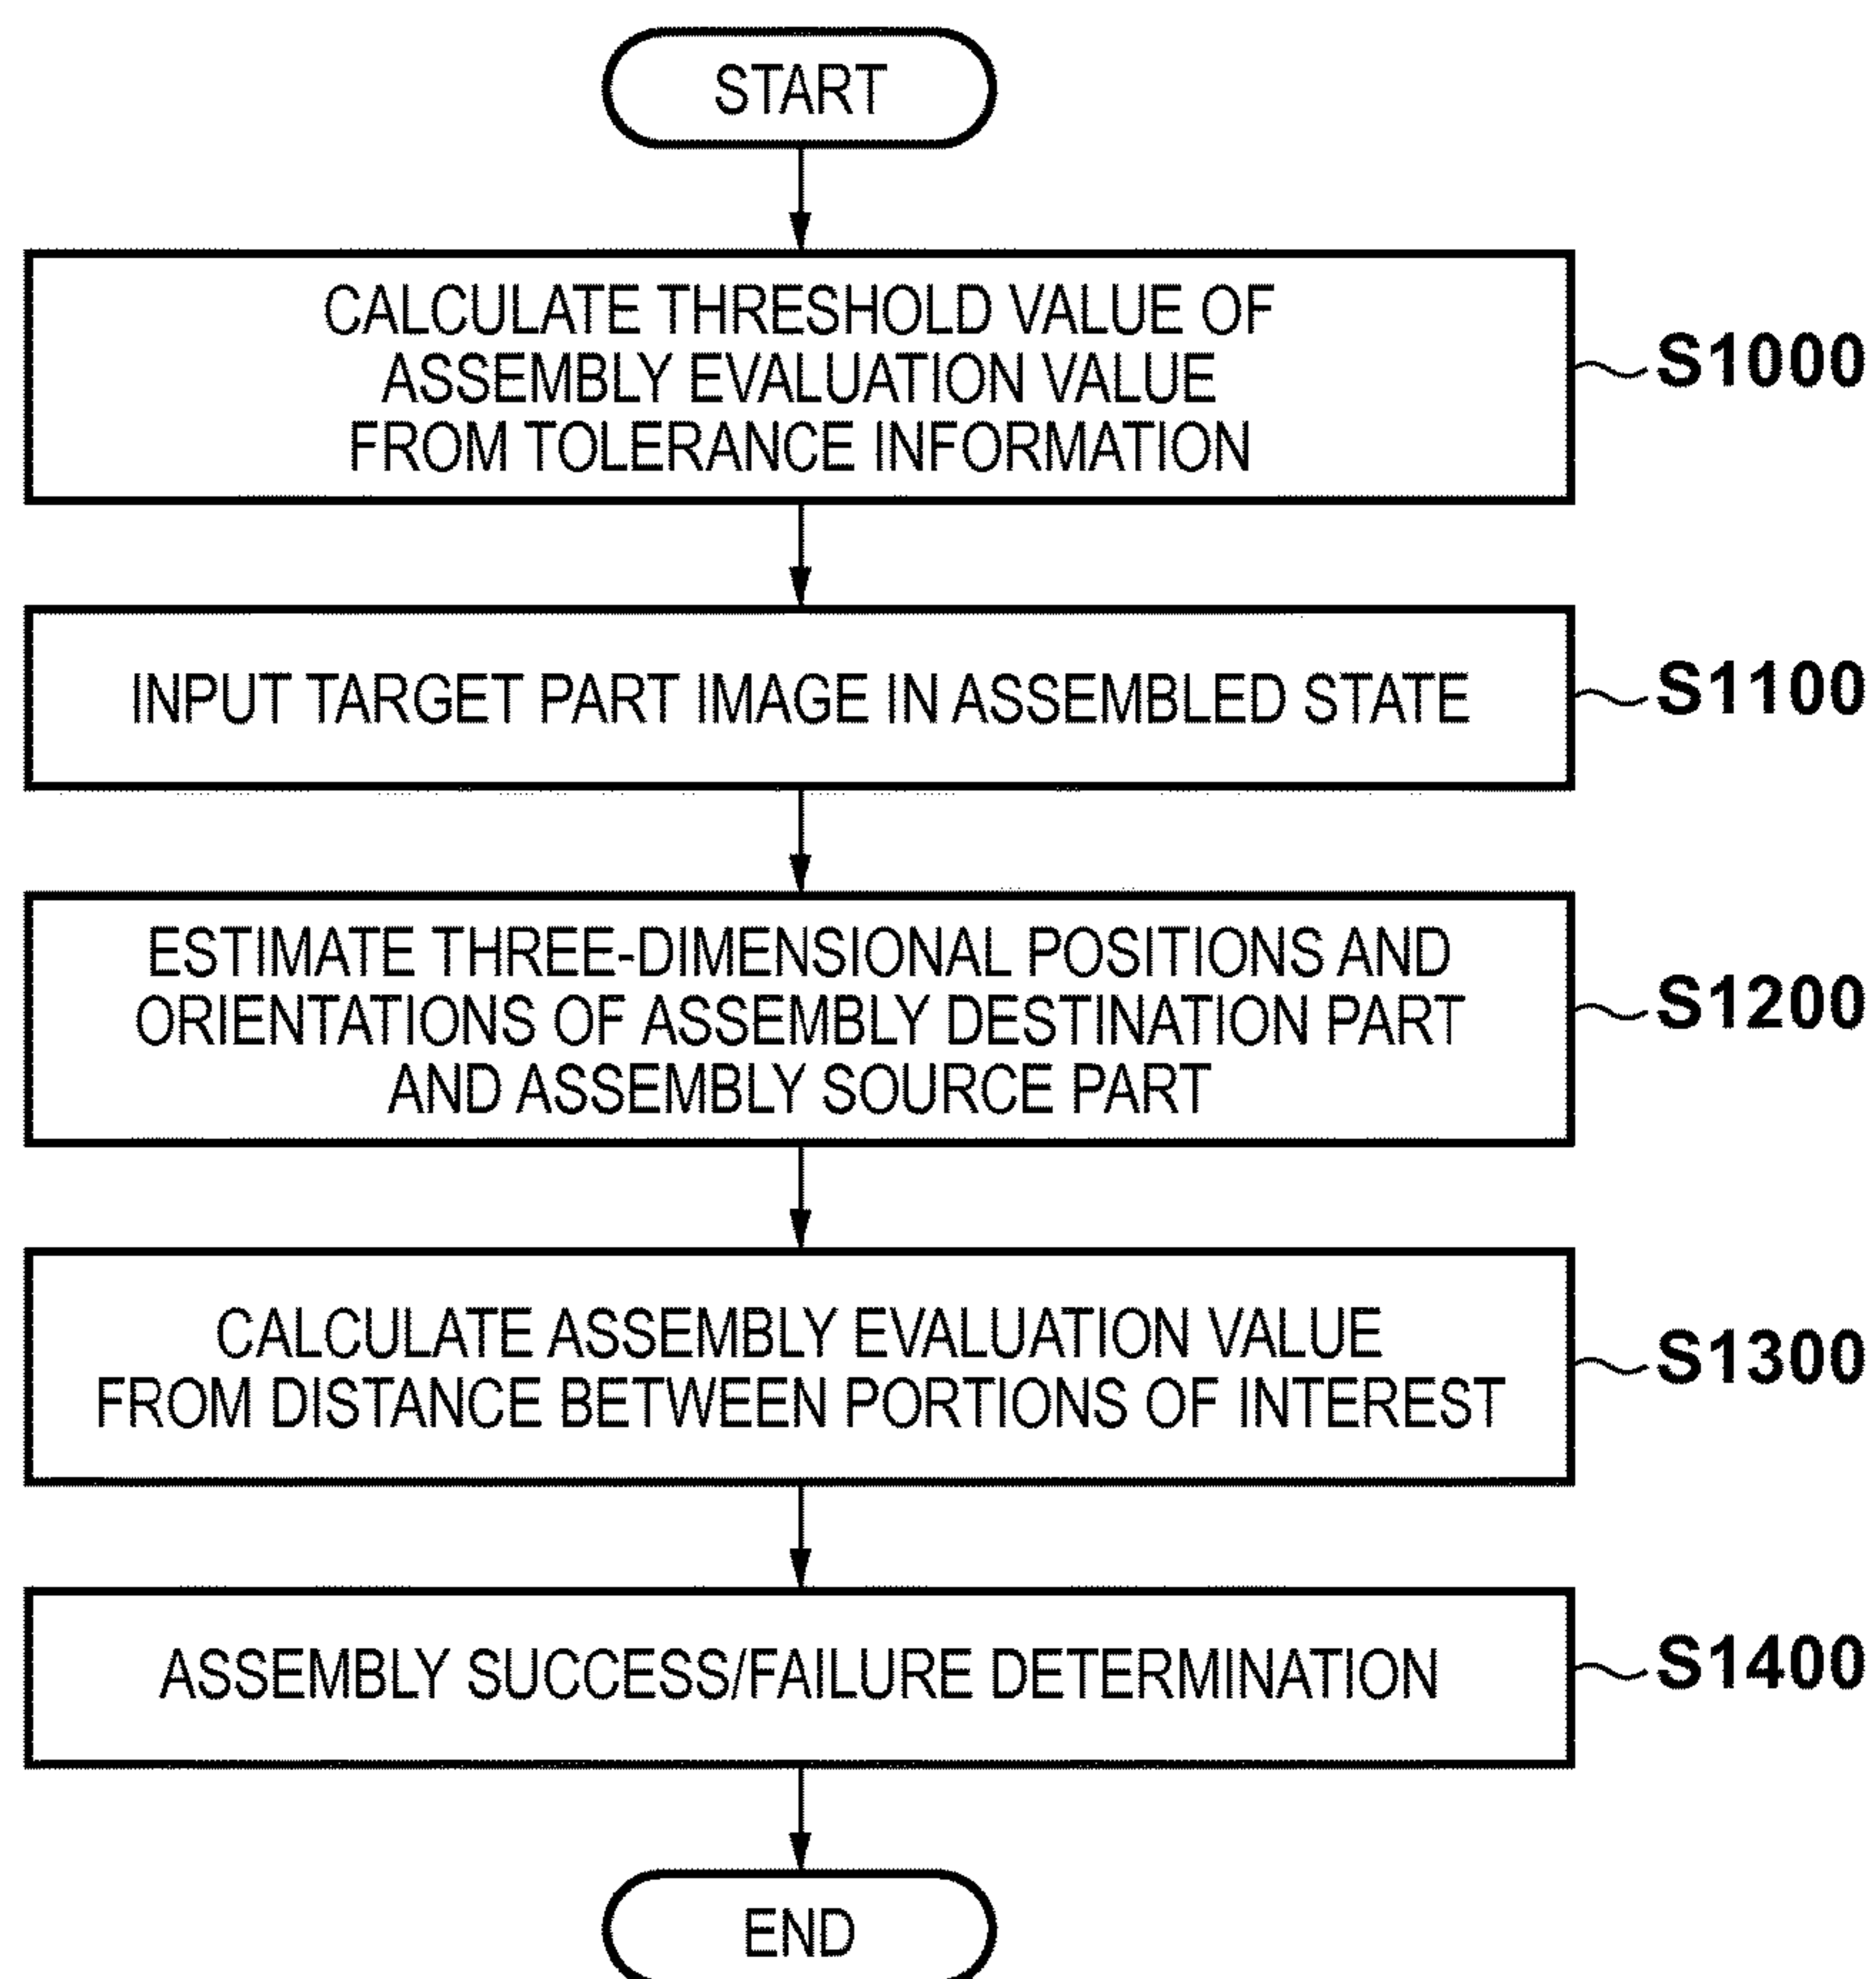 START
CALCULATE THRESHOLD VALUE OF
ASSEMBLY EVALUATION VALUE
FROM TOLERANCE INFORMATION
S1000
INPUT TARGET PART IMAGE IN ASSEMBLED STATE
S1100
ESTIMATE THREE-DIMENSIONAL POSITIONS AND
ORIENTATIONS OF ASSEMBLY DESTINATION PART
AND ASSEMBLY SOURCE PART
S1200
CALCULATE ASSEMBLY EVALUATION VALUE
FROM DISTANCE BETWEEN PORTIONS OF INTEREST
S1300
ASSEMBLY SUCCESS/FAILURE DETERMINATION
S1400
END